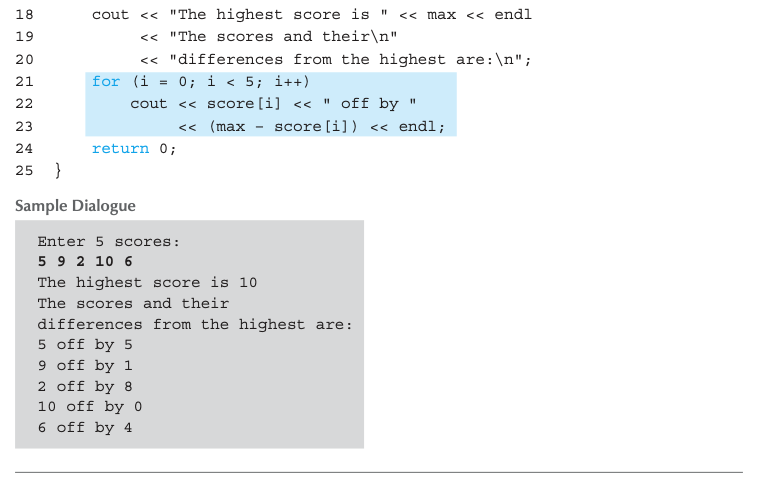 18      cout << "The highest score is " << max << endl
19           << "The scores and their\n"
20           << "differences from the highest are:\n";
21      for (i = 0; i < 5; i++)
22          cout << score[i] << " off by "
23               << (max - score[i]) << endl;
24      return 0;
25  }
Sample Dialogue
Enter 5 scores:
5 9 2 10 6
The highest score is 10
The scores and their
differences from the highest are:
5 off by 5
9 off by 1
2 off by 8
10 off by 0
6 off by 4